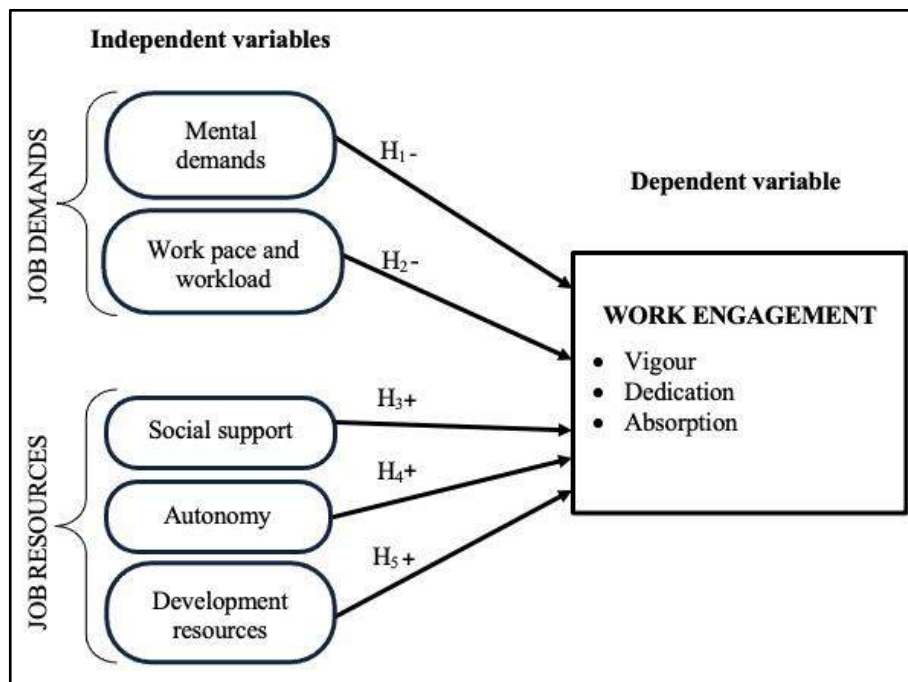 Independent variables
JOB DEMANDS
Mental
demands
H₁-
Work pace and
workload
H₂-
JOB RESOURCES
Social support
H₃+
Autonomy
H₄+
Development
resources
H₅+
Dependent variable
WORK ENGAGEMENT
• Vigour
• Dedication
• Absorption